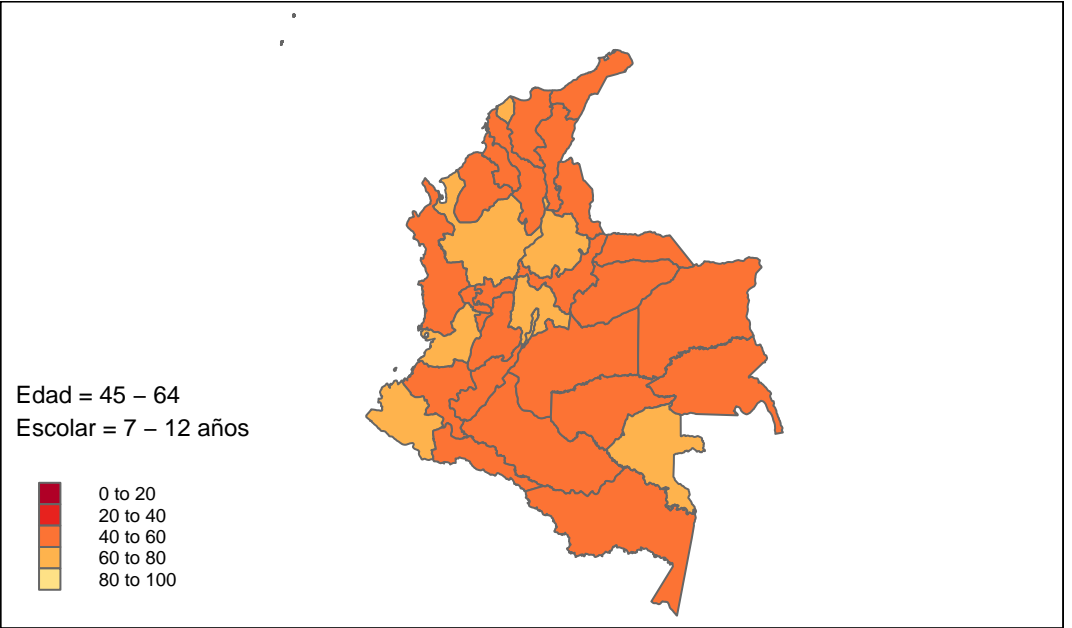 Edad = 45 − 64
Escolar = 7 − 12 años
0 to 20
20 to 40
40 to 60
60 to 80
80 to 100